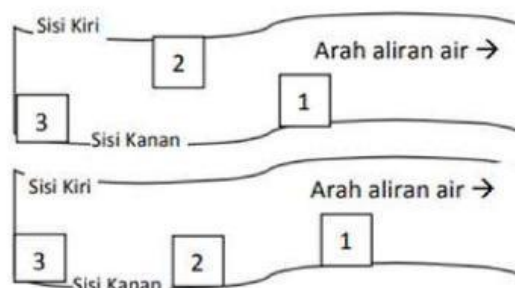 Sisi Kiri
2
Arah aliran air →
1
3
Sisi Kanan
Sisi Kiri
Arah aliran air →
1
3
2
Sisi Kanan